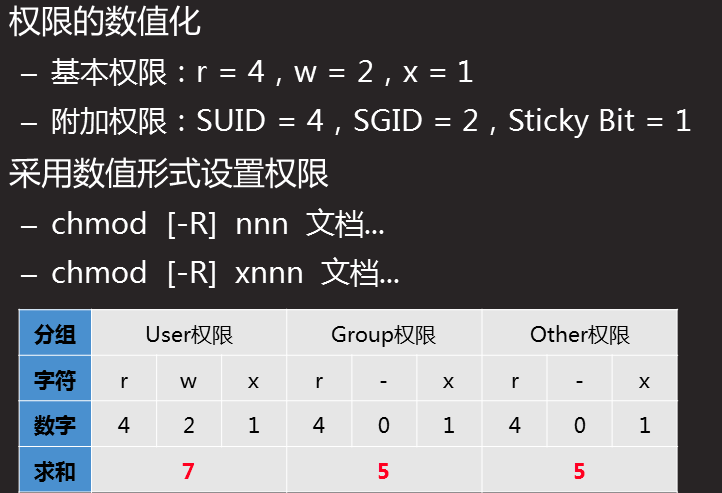 权限的数值化
– 基本权限：r = 4，w = 2，x = 1
– 附加权限：SUID = 4，SGID = 2，Sticky Bit = 1
采用数值形式设置权限
– chmod [-R] nnn 文档...
– chmod [-R] xnnn 文档...
分组 User权限 Group权限 Other权限
字符 r w x r - x r - x
数字 4 2 1 4 0 1 4 0 1
求和 7 5 5